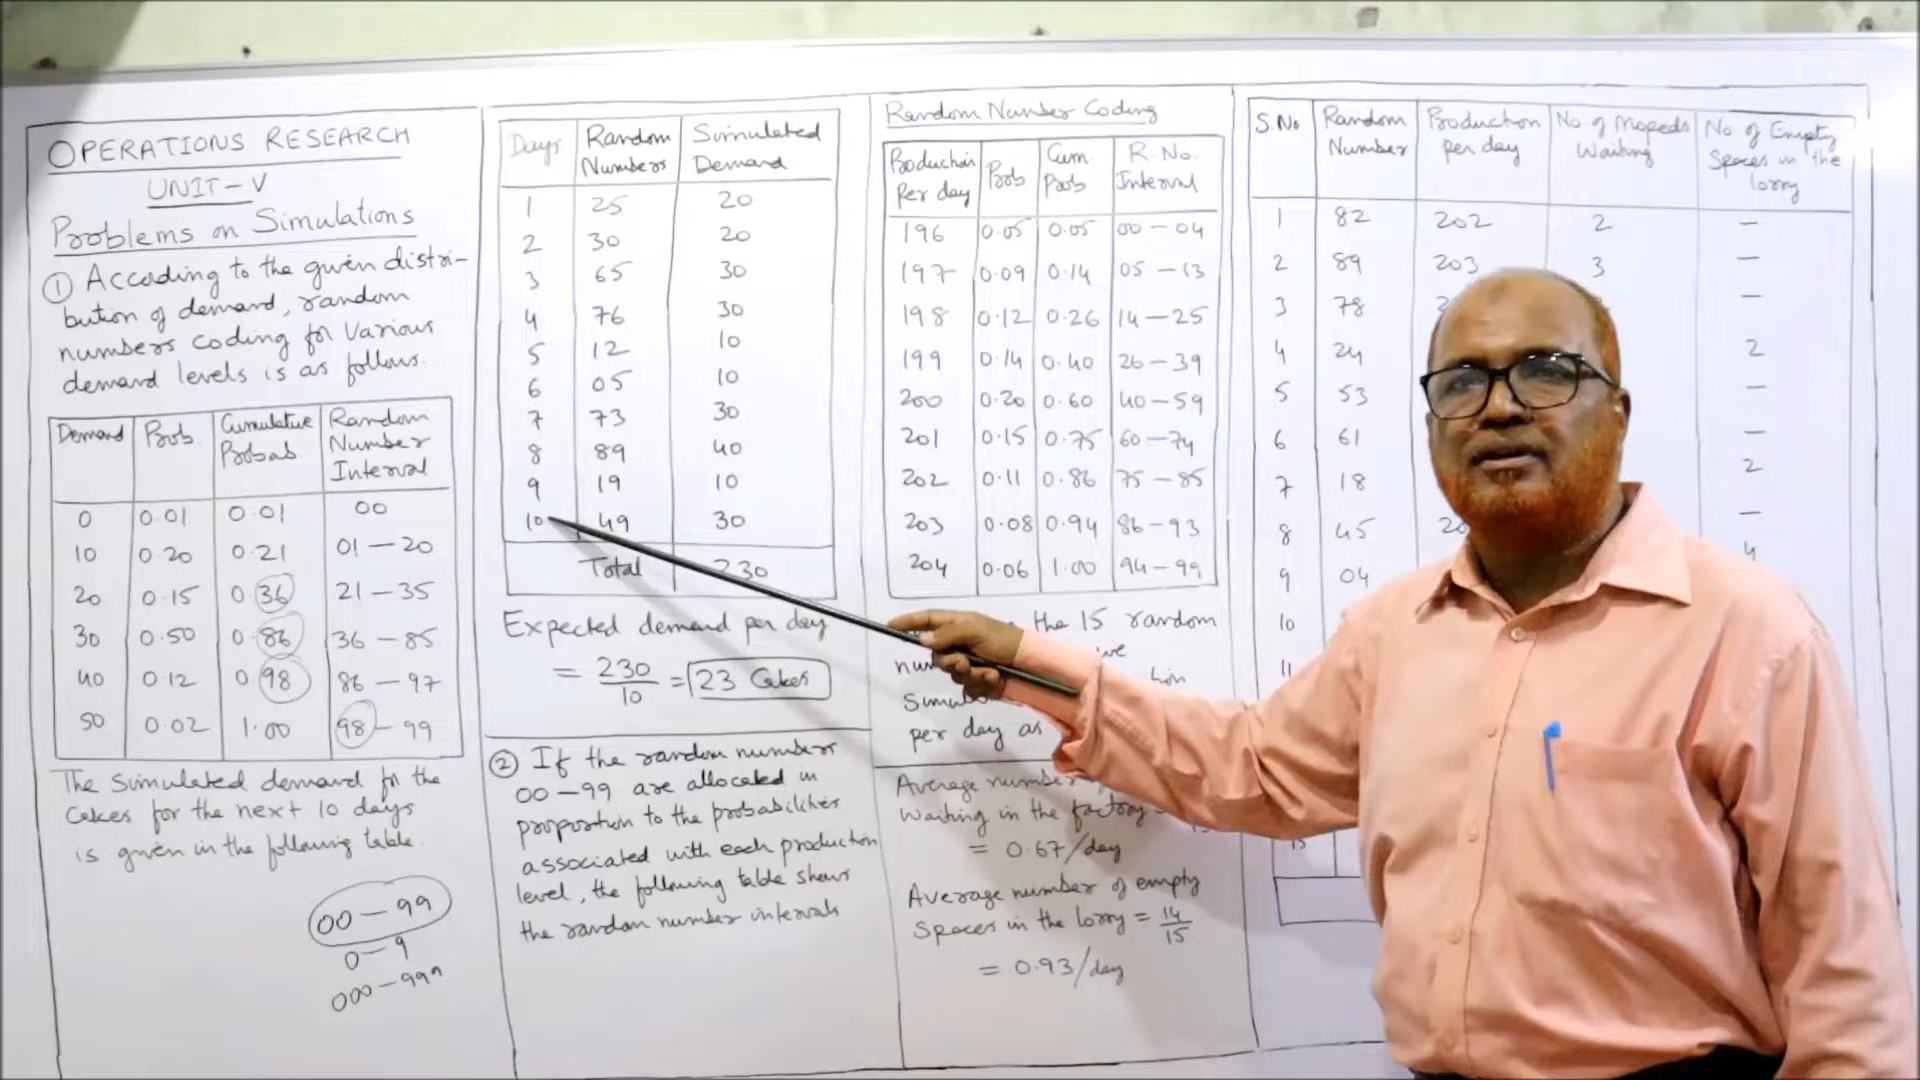 OPERATIONS RESEARCH
UNIT-V
Problems on Simulations
① According to the given distri-
bution of demand, random
numbers coding for various
demand levels is as follows.
Demand Prob. Cumulative Probab Random Number Interval
0 0.01 0.01 00
10 0.20 0.21 01-20
20 0.15 0.36 21-35
30 0.50 0.86 36-85
40 0.12 0.98 86-97
50 0.02 1.00 98-99
The simulated demand for the
Cakes for the next 10 days
is given in the following table.
00-99
0-9
000-999
Days Random Numbers Simulated Demand
1 25 20
2 30 20
3 65 30
4 76 30
5 12 10
6 05 10
7 73 30
8 89 40
9 19 10
10 49 30
Total 230
Expected demand per day
= 230/10 = 23 Cakes
② If the random numbers
00-99 are allocated in
proportion to the probabilities
associated with each production
level, the following table shows
the random number intervals
Random Number Coding
Production Per day Prob Cum. Prob R.No. Interval
196 0.05 0.05 00-04
197 0.09 0.14 05-13
198 0.12 0.26 14-25
199 0.14 0.40 26-39
200 0.20 0.60 40-59
201 0.15 0.75 60-74
202 0.11 0.86 75-85
203 0.08 0.94 86-93
204 0.06 1.00 94-99
the 15 random
per day as
Average number
Waiting in the factory =
= 0.67/day
Average number of empty
Spaces in the lorry = 14/15
= 0.93/day
S.No Random Number Production per day No of Mopeds Waiting No of Empty Spaces in the lorry
1 82 202 2 -
2 89 203 3 -
3 78 -
4 24 2
5 53 -
6 61 -
7 18 2
8 45 -
9 04 4
10
11
15